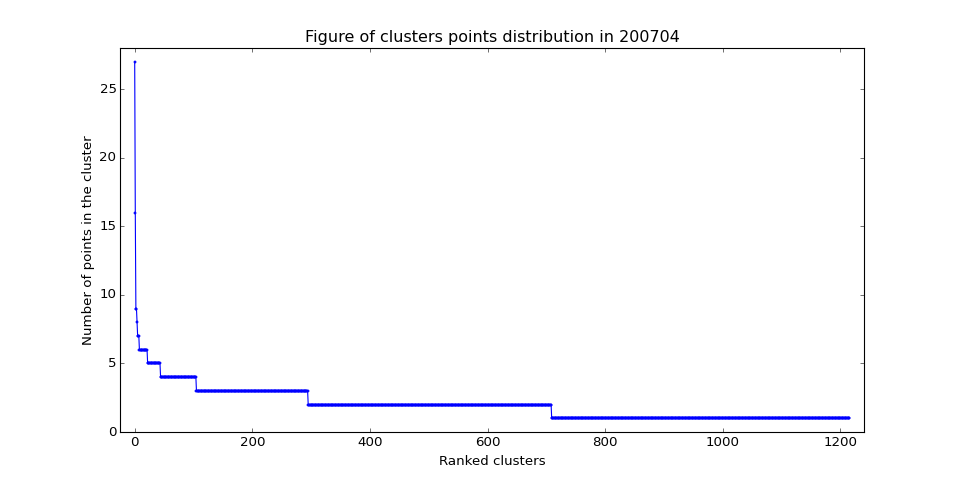 Figure of clusters points distribution in 200704
Number of points in the cluster
25
20
15
10
5
0
0 200 400 600 800 1000 1200
Ranked clusters